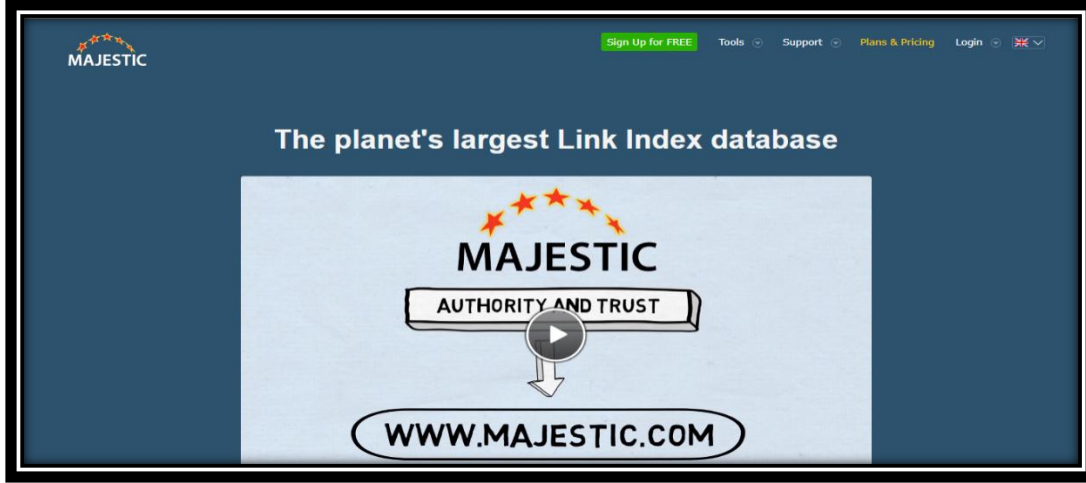 MAJESTIC
Sign Up for FREE Tools Support Plans & Pricing Login
The planet's largest Link Index database
MAJESTIC
AUTHORITY AND TRUST
WWW.MAJESTIC.COM